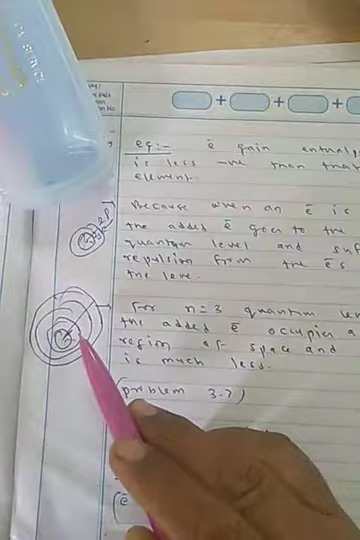 eg:- ē gain enthalp
is less -ve than that
element.
2P
Because when an ē is
the added ē goes to the
quantum level and suf
repulsion from the ēs
the leve.
For n=3 quantum lev
the added ē occupies a
region of space and
is much less.
(problem 3.7)